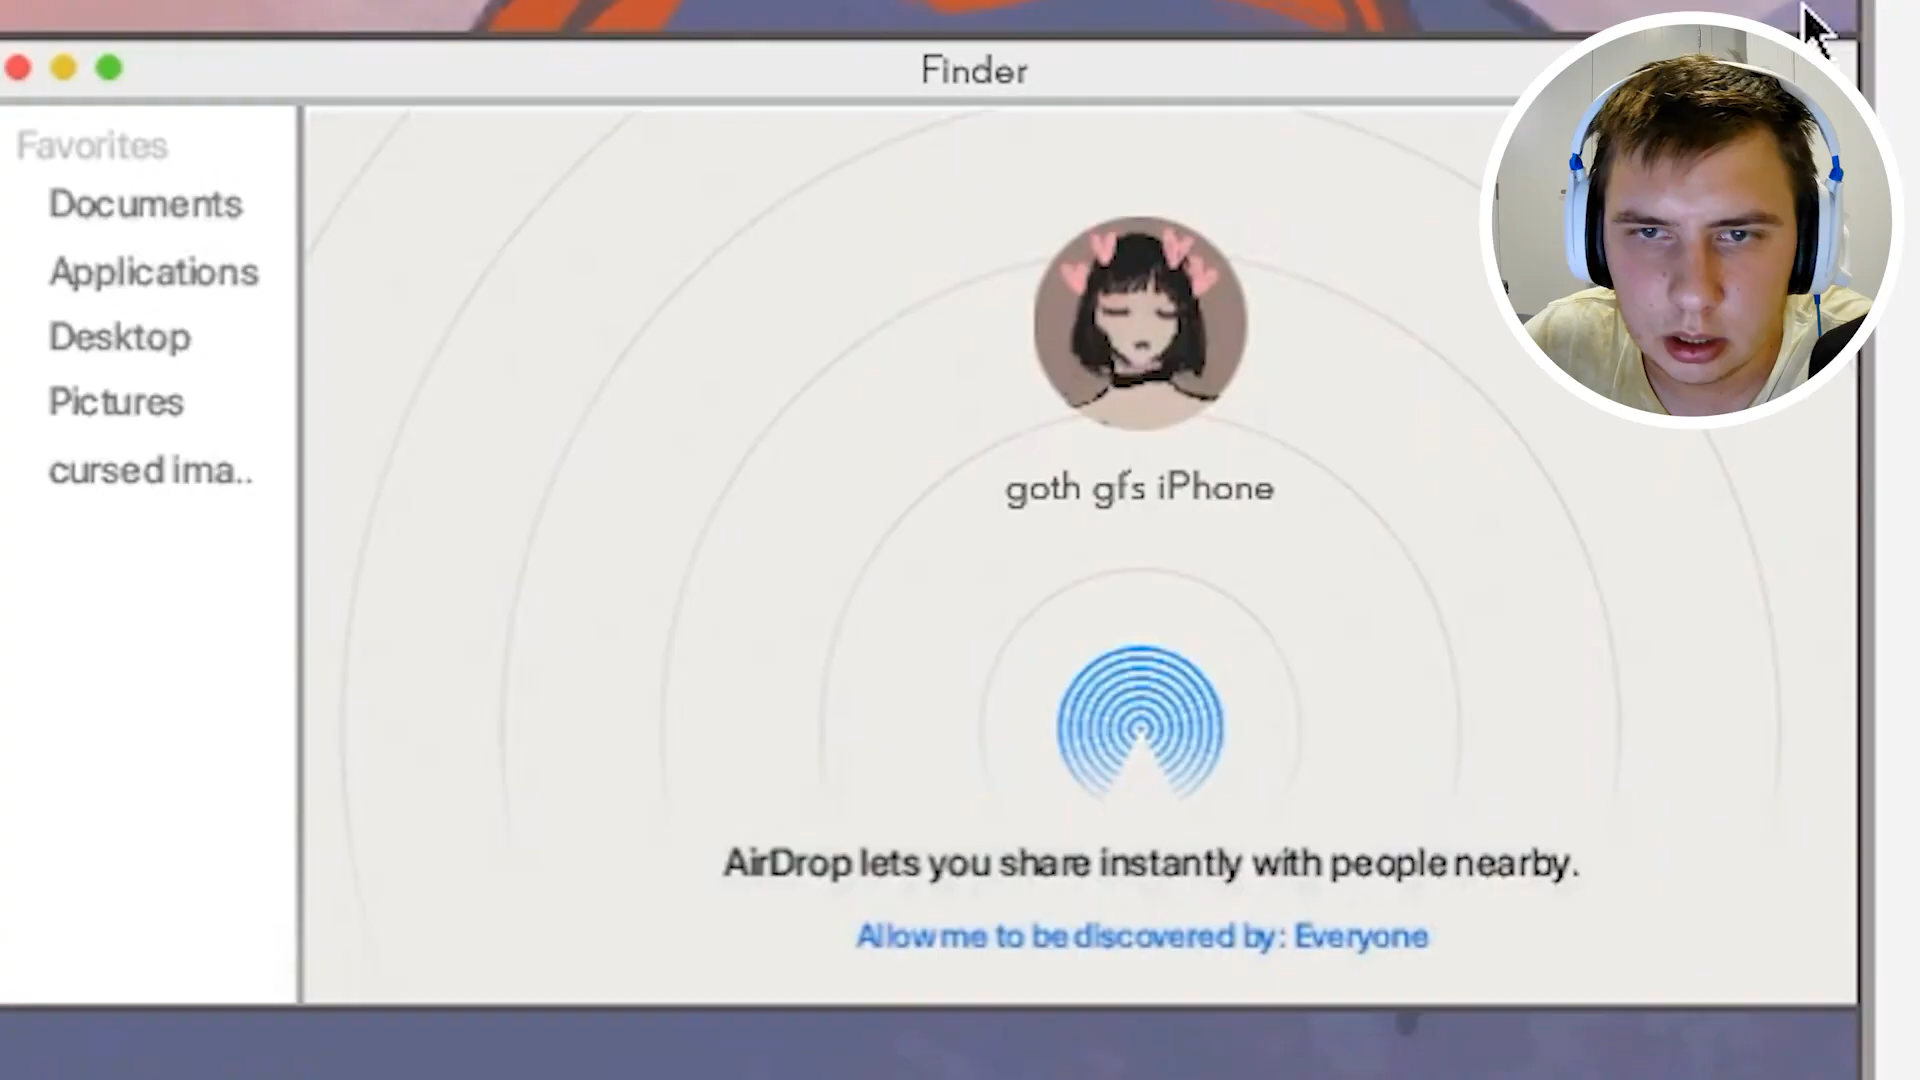 Finder
Favorites
Documents
Applications
Desktop
Pictures
cursed ima..
goth gf's iPhone
AirDrop lets you share instantly with people nearby.
Allow me to be discovered by: Everyone